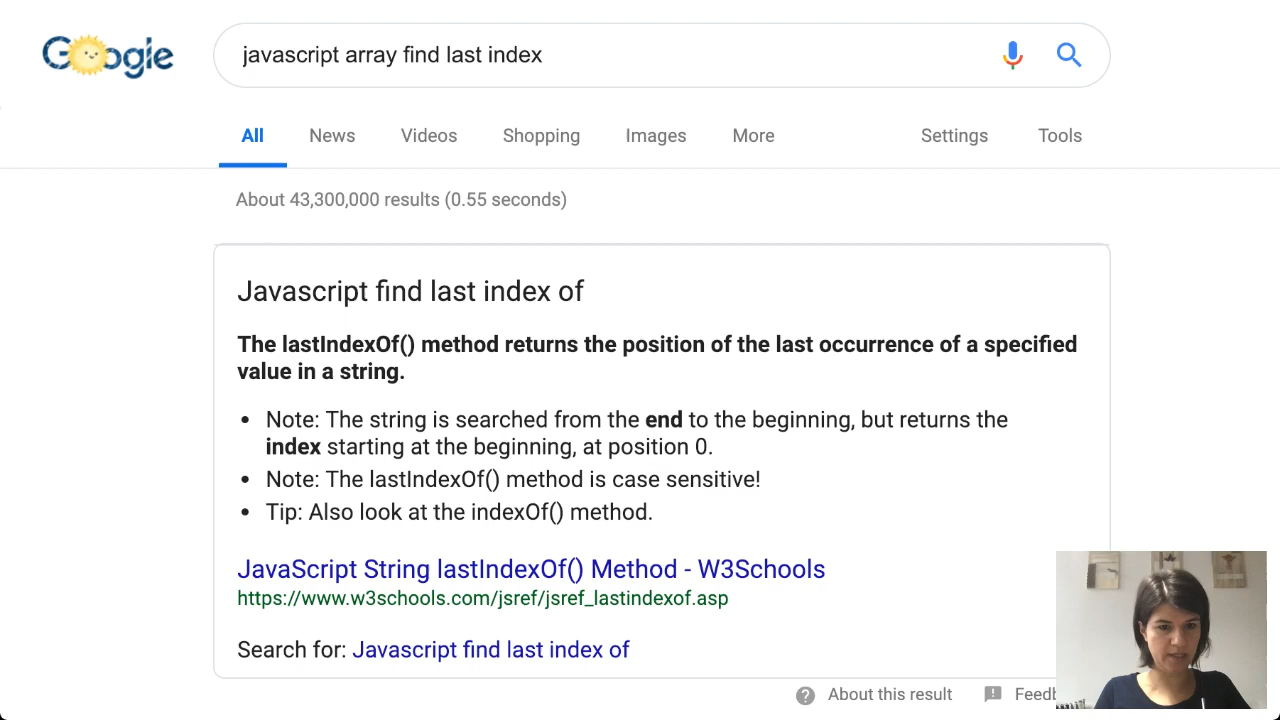 Google
javascript array find last index
All News Videos Shopping Images More Settings Tools
About 43,300,000 results (0.55 seconds)
Javascript find last index of
The lastIndexOf() method returns the position of the last occurrence of a specified
value in a string.
• Note: The string is searched from the end to the beginning, but returns the
index starting at the beginning, at position 0.
• Note: The lastIndexOf() method is case sensitive!
• Tip: Also look at the indexOf() method.
JavaScript String lastIndexOf() Method - W3Schools
https://www.w3schools.com/jsref/jsref_lastindexof.asp
Search for: Javascript find last index of
About this result Feedb